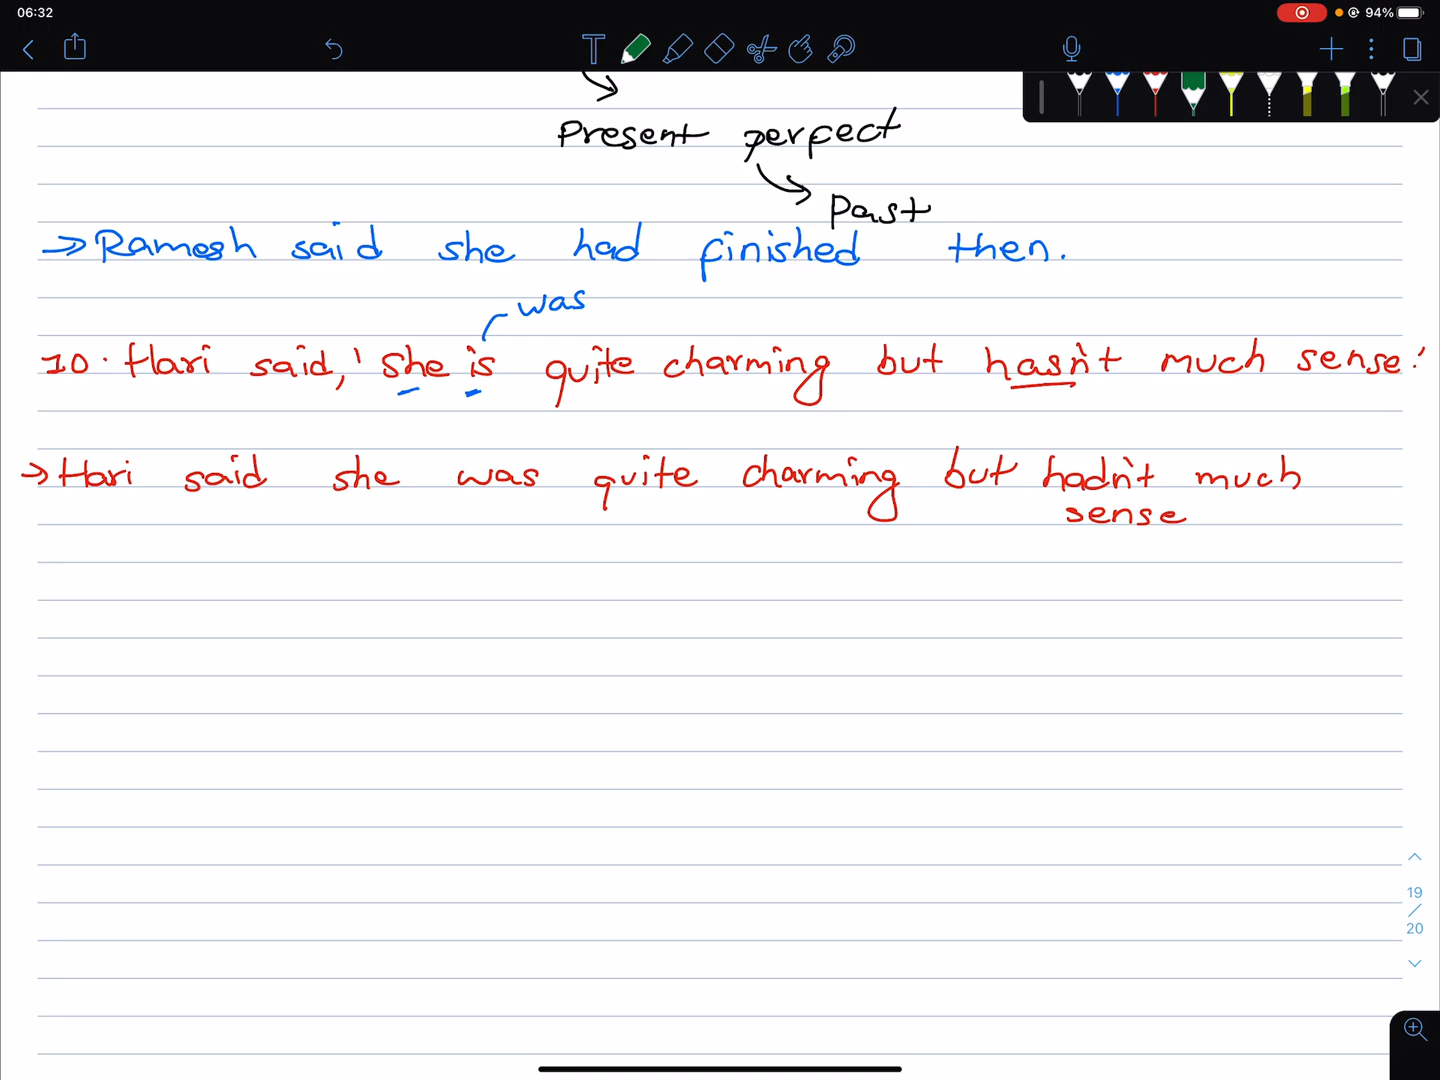 06:32
94%
Present perfect
Past
→ Ramesh said she had finished then.
was
10. Hari said, 'she is quite charming but hasn't much sense.'
→ Hari said she was quite charming but hadn't much
sense
19
/
20